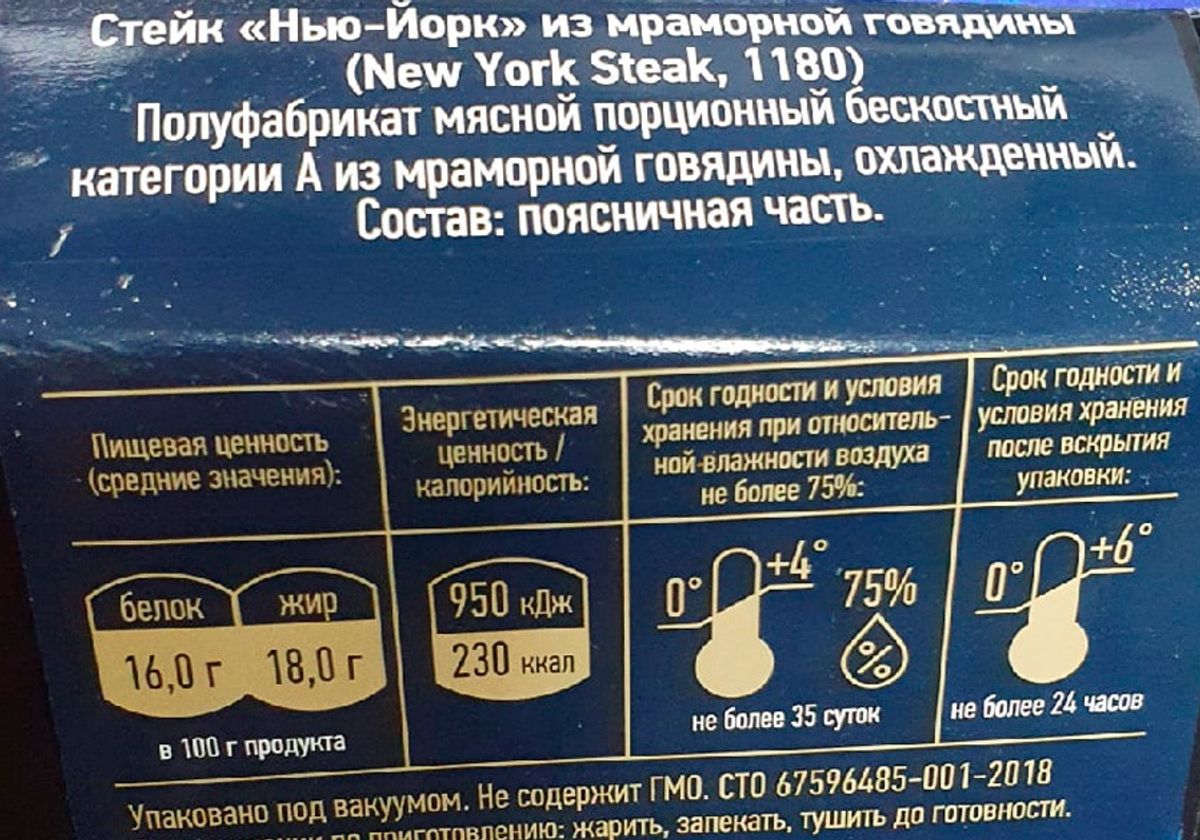 Стейк «Нью-Йорк» из мраморной говядины
(New York Steak, 1180)
Полуфабрикат мясной порционный бескостный
категории А из мраморной говядины, охлажденный.
Состав: поясничная часть.
Пищевая ценность
(средние значения):
белок жир
16,0 г 18,0 г
в 100 г продукта
Энергетическая
ценность /
калорийность:
950 кДж
230 ккал
Срок годности и условия
хранения при относитель-
ной влажности воздуха
не более 75%:
0° +4° 75%
%
не более 35 суток
Срок годности и
условия хранения
после вскрытия
упаковки:
0° +6°
не более 24 часов
Упаковано под вакуумом. Не содержит ГМО. СТО 67596485-001-2018
по приготовлению: жарить, запекать, тушить до готовности.